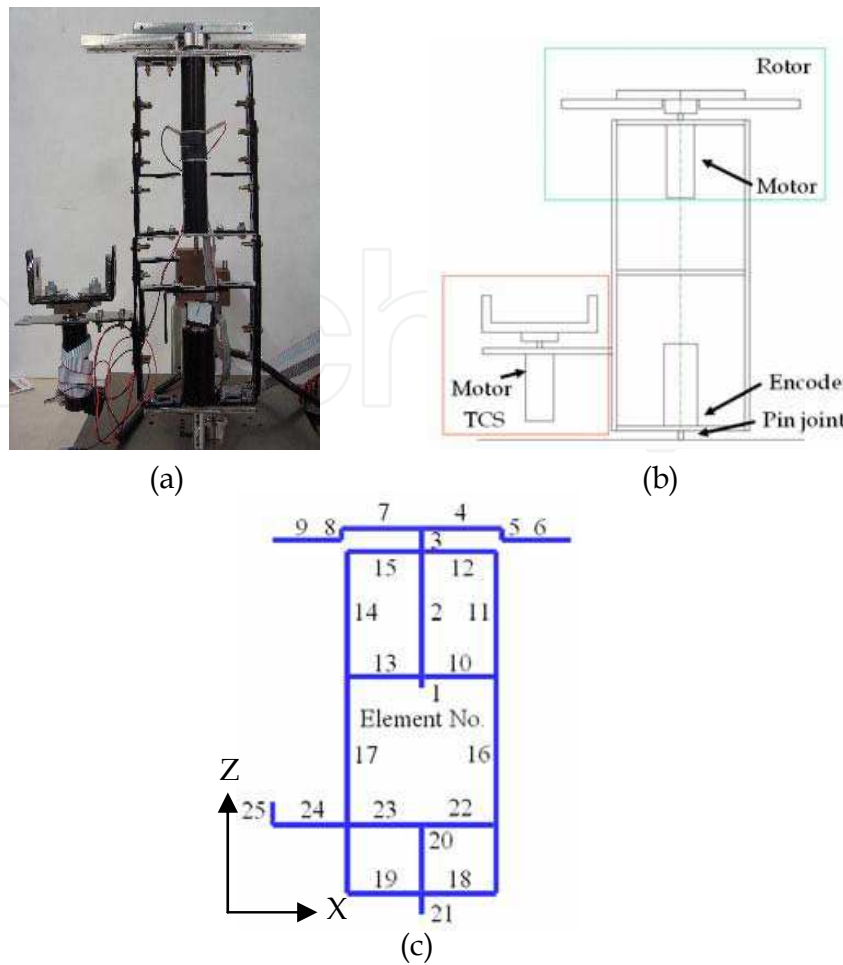 Rotor
Motor
Motor
TCS
Encoder
Pin joint
(a)
(b)
7 4
9 8 5 6
3
15 12
14 2 11
13 10
1
Element No.
17 16
Z
25 24 23 22
20
19 18
X
21
(c)